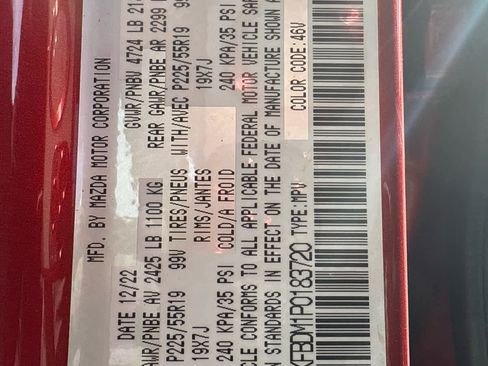 MFD. BY MAZDA MOTOR CORPORATION
DATE 12/22 GVWR/PNBV 4724 LB 21
GAWR/PNBE AV 2425 LB 1100 KG REAR GAWR/PNBE AR 2299
P225/55R19 99V TIRES/PNEUS WITH/AVEC P225/55R19
19X7J RIMS/JANTES 19X7J
240 KPA/35 PSI COLD/A FROID 240 KPA/35 PSI
CLE CONFORMS TO ALL APPLICABLE FEDERAL MOTOR VEHICLE SA
N STANDARDS IN EFFECT ON THE DATE OF MANUFACTURE SHOWN A
KFBDM1P0183720 TYPE:MPV COLOR CODE:46V